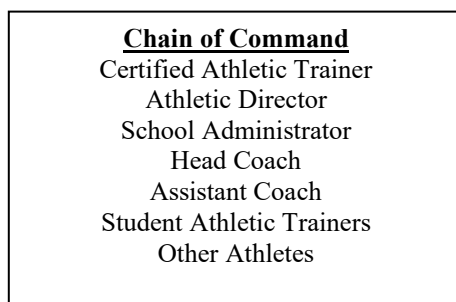 Chain of Command
Certified Athletic Trainer
Athletic Director
School Administrator
Head Coach
Assistant Coach
Student Athletic Trainers
Other Athletes